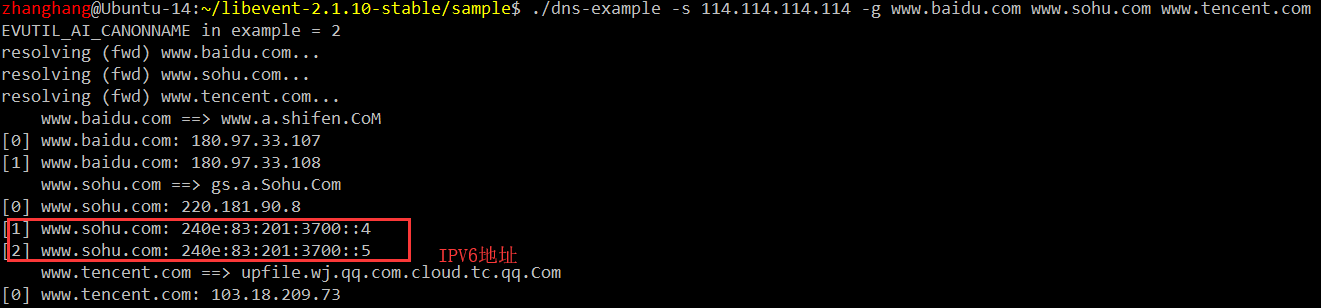 zhanghang@Ubuntu-14:~/libevent-2.1.10-stable/sample$ ./dns-example -s 114.114.114.114 -g www.baidu.com www.sohu.com www.tencent.com
EVUTIL_AI_CANONNAME in example = 2
resolving (fwd) www.baidu.com...
resolving (fwd) www.sohu.com...
resolving (fwd) www.tencent.com...
    www.baidu.com ==> www.a.shifen.CoM
[0] www.baidu.com: 180.97.33.107
[1] www.baidu.com: 180.97.33.108
    www.sohu.com ==> gs.a.Sohu.Com
[0] www.sohu.com: 220.181.90.8
[1] www.sohu.com: 240e:83:201:3700::4
[2] www.sohu.com: 240e:83:201:3700::5
IPV6地址
    www.tencent.com ==> upfile.wj.qq.com.cloud.tc.qq.Com
[0] www.tencent.com: 103.18.209.73